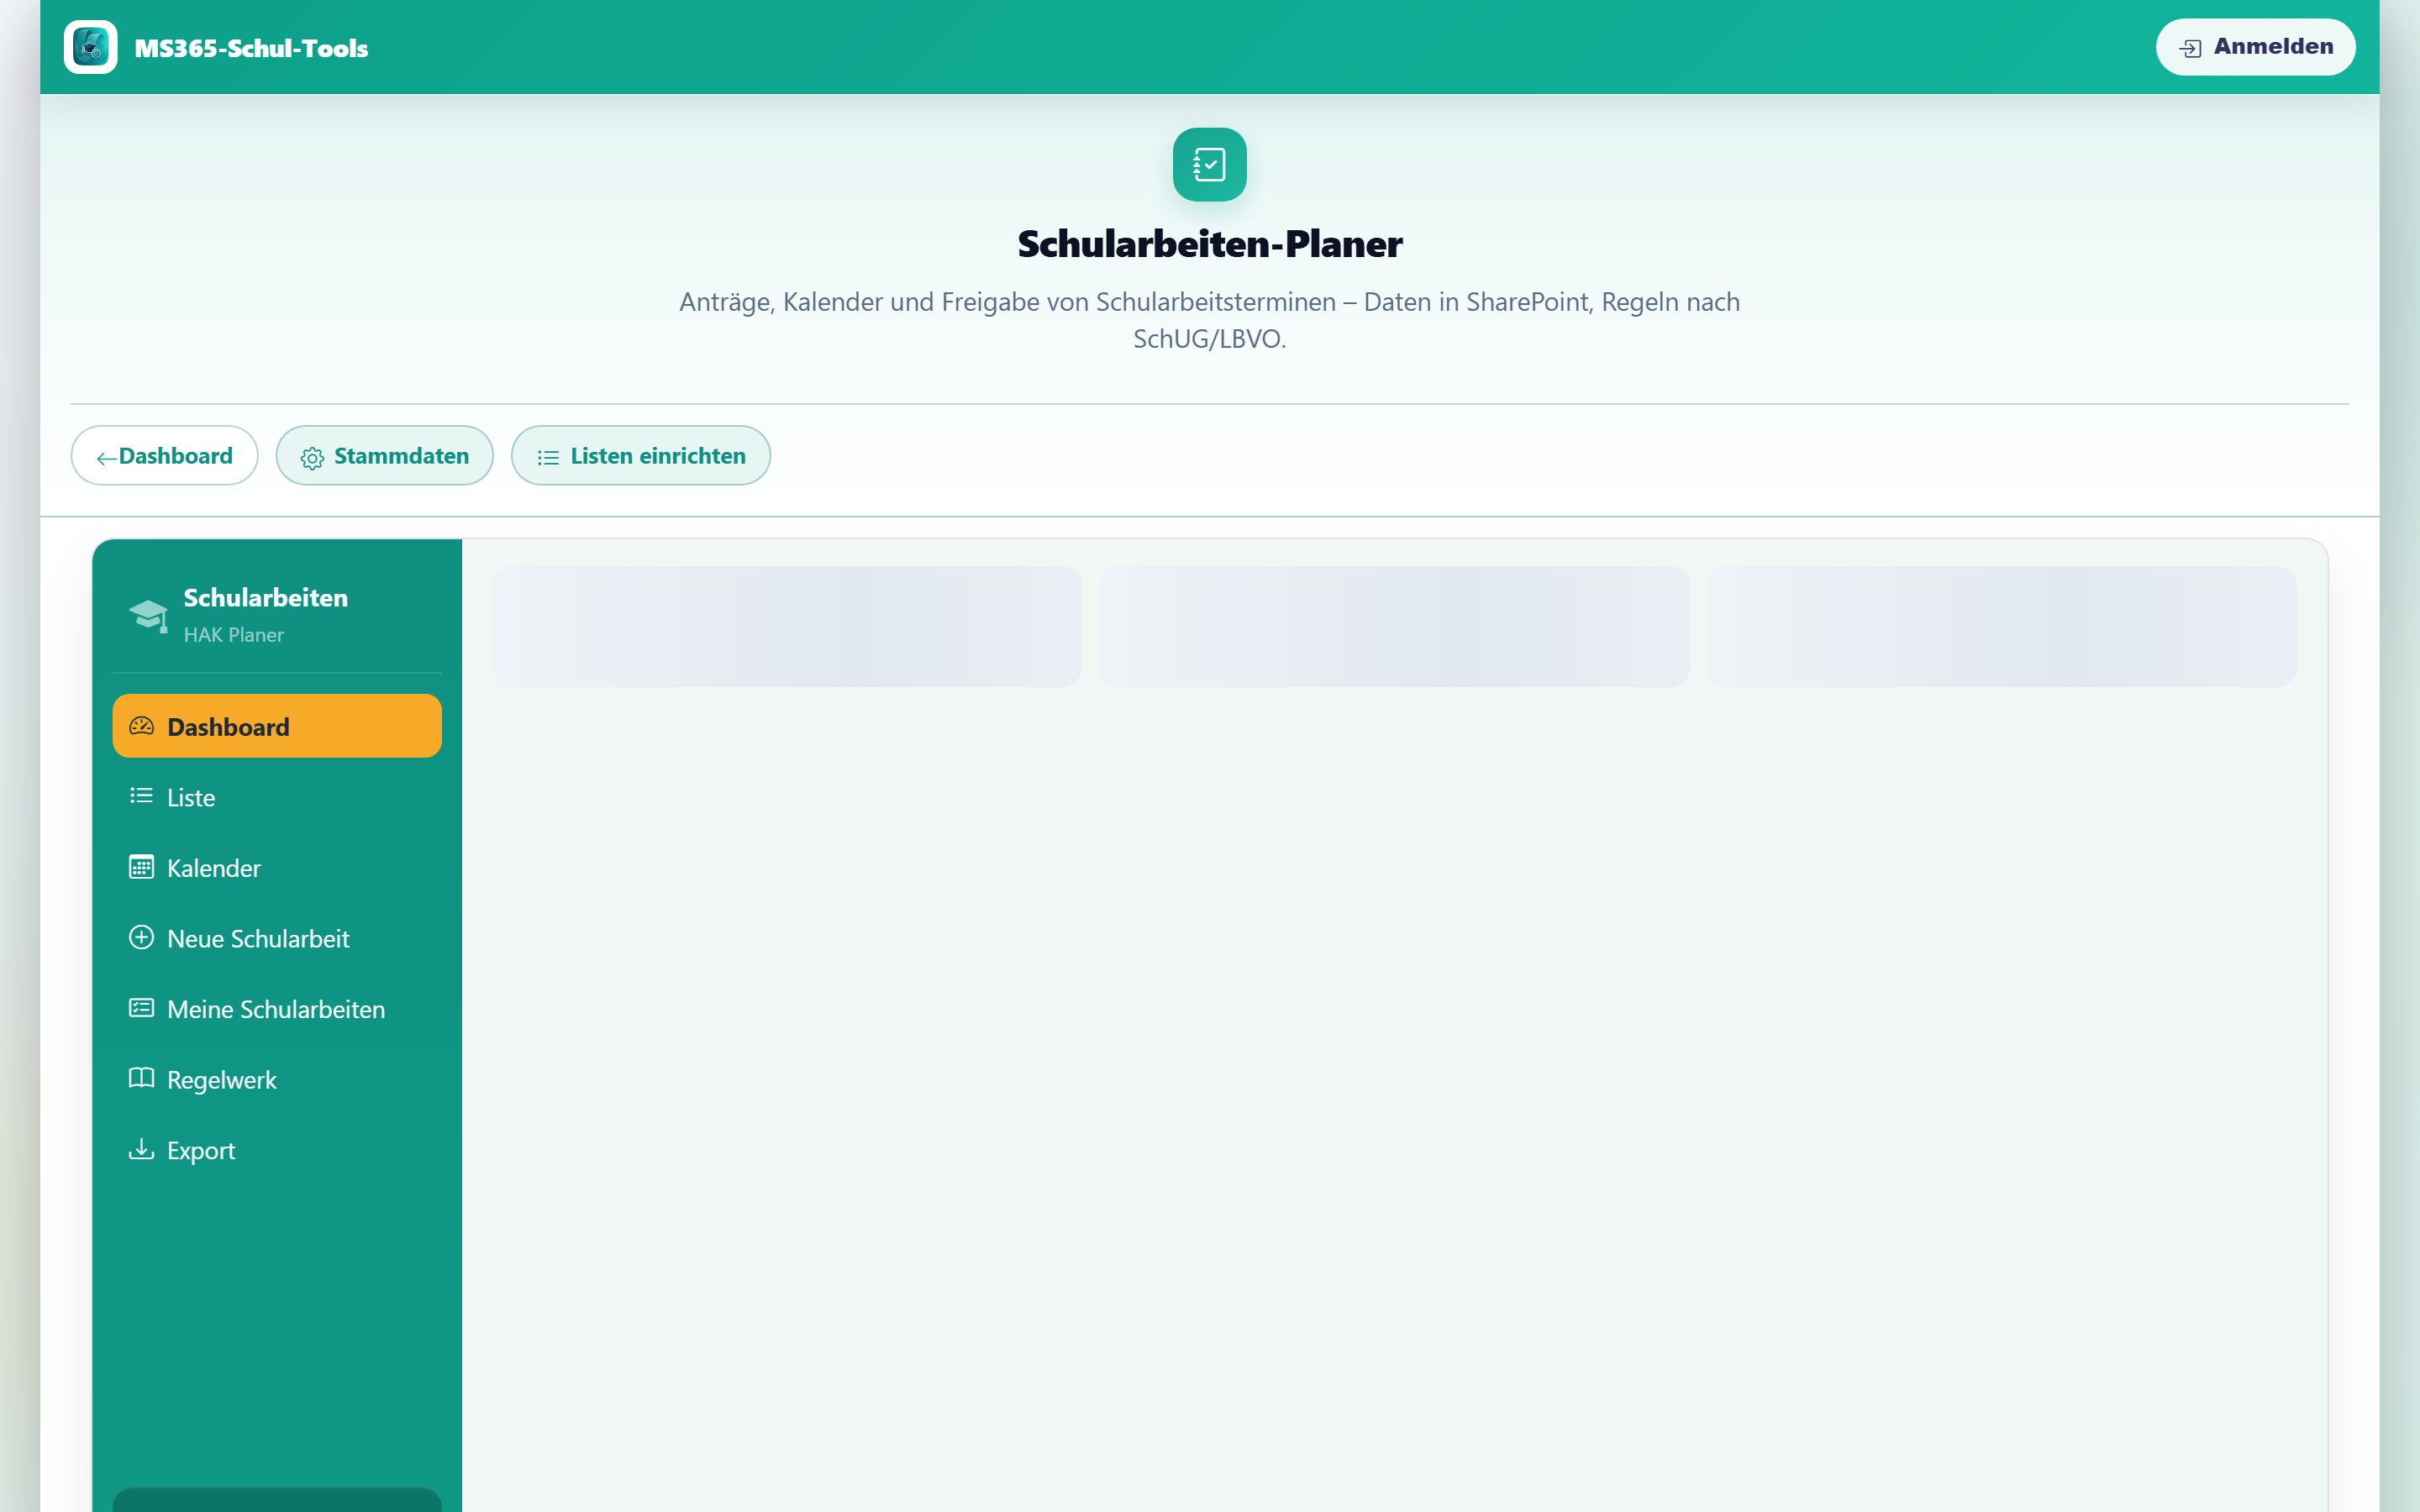 MS365-Schul-Tools
Anmelden
Schularbeiten-Planer
Anträge, Kalender und Freigabe von Schularbeitsterminen – Daten in SharePoint, Regeln nach
SchUG/LBVO.
←Dashboard
Stammdaten
Listen einrichten
Schularbeiten
HAK Planer
Dashboard
Liste
Kalender
Neue Schularbeit
Meine Schularbeiten
Regelwerk
Export